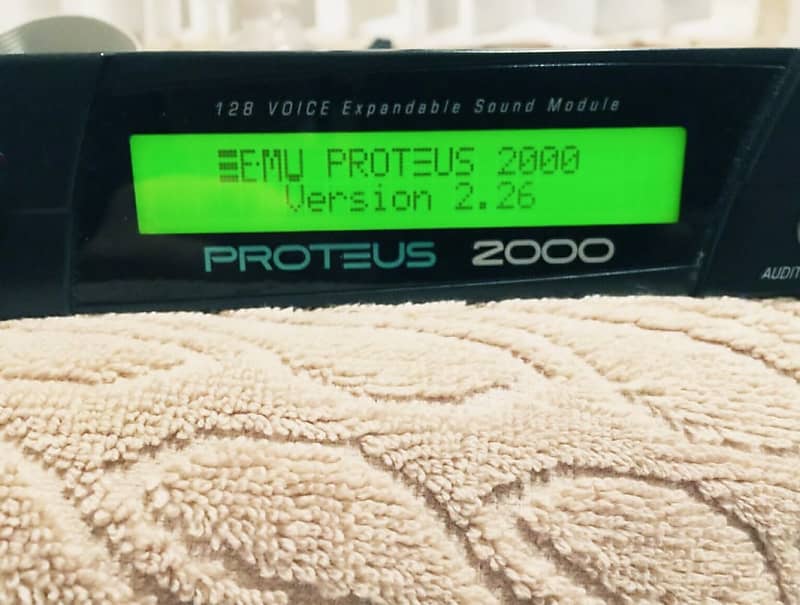 128 VOICE Expandable Sound Module
E-MU PROTEUS 2000
Version 2.26
PROTEUS 2000